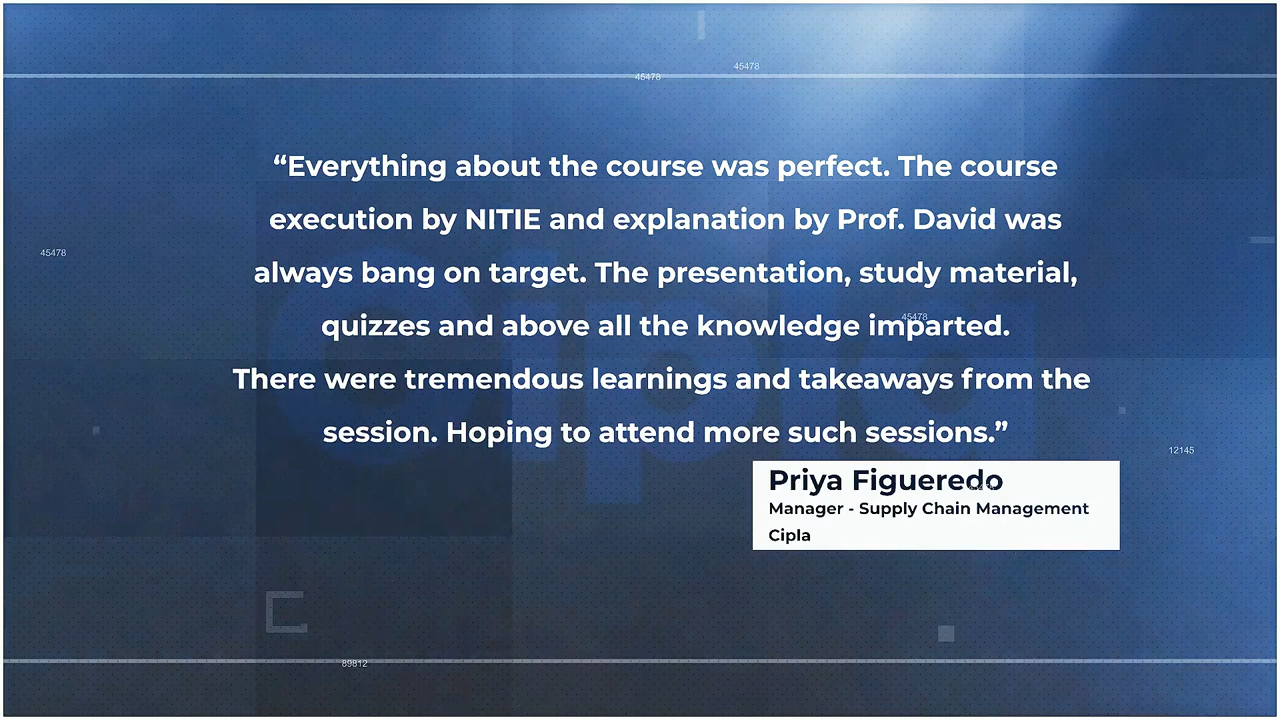 45478
45478
“Everything about the course was perfect. The course
execution by NITIE and explanation by Prof. David was
always bang on target. The presentation, study material,
quizzes and above all the knowledge imparted.
There were tremendous learnings and takeaways from the
session. Hoping to attend more such sessions.”
45478
45478
Cipla
12145
Priya Figueredo
Manager - Supply Chain Management
Cipla
89812